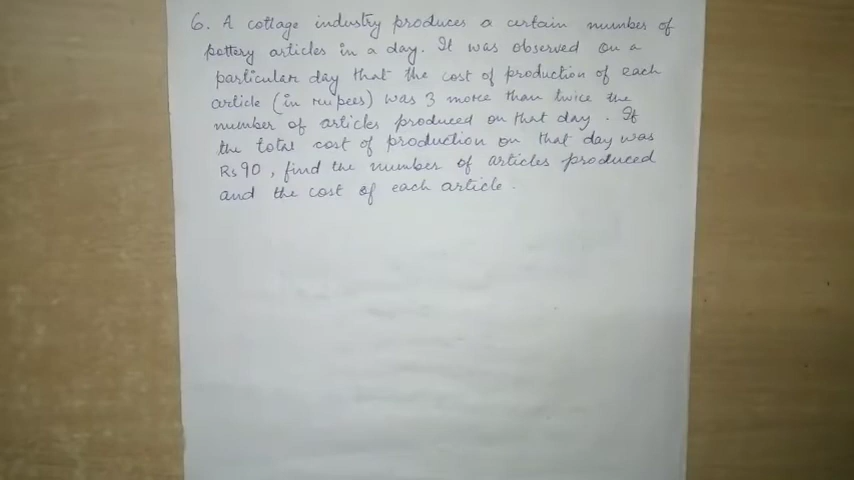 6. A cottage industry produces a certain number of
pottery articles in a day. It was observed on a
particular day that the cost of production of each
article (in rupees) was 3 more than twice the
number of articles produced on that day. If
the total cost of production on that day was
Rs 90, find the number of articles produced
and the cost of each article.